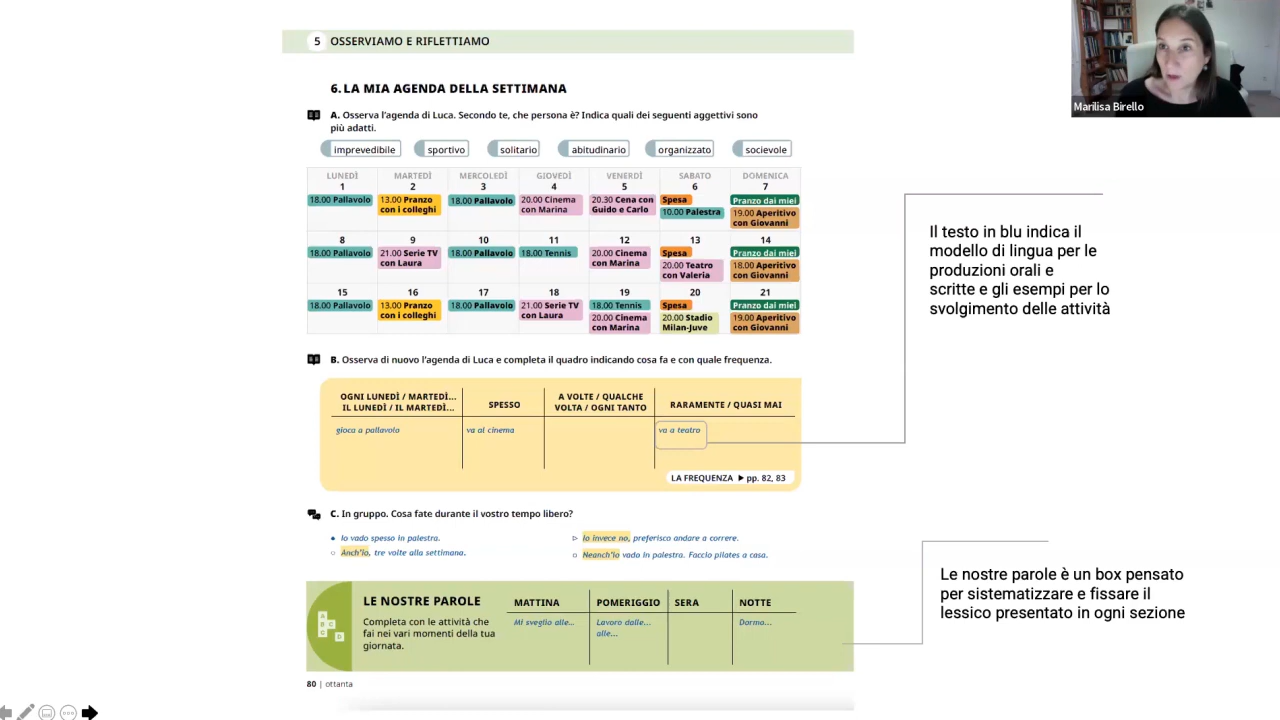 5 OSSERVIAMO E RIFLETTIAMO
Marilisa Birello
6. LA MIA AGENDA DELLA SETTIMANA
A. Osserva l'agenda di Luca. Secondo te, che persona è? Indica quali dei seguenti aggettivi sono
più adatti.
imprevedibile sportivo solitario abitudinario organizzato socievole
LUNEDÌ MARTEDÌ MERCOLEDÌ GIOVEDÌ VENERDÌ SABATO DOMENICA
1 2 3 4 5 6 7
18.00 Pallavolo
13.00 Pranzo
con i colleghi
18.00 Pallavolo
20.00 Cinema
con Marina
20.30 Cena con
Guido e Carlo
Spesa
10.00 Palestra
Pranzo dai miei
19.00 Aperitivo
con Giovanni
8 9 10 11 12 13 14
18.00 Pallavolo
21.00 Serie TV
con Laura
18.00 Pallavolo
18.00 Tennis
20.00 Cinema
con Marina
Spesa
20.00 Teatro
con Valeria
Pranzo dai miei
18.00 Aperitivo
con Giovanni
15 16 17 18 19 20 21
18.00 Pallavolo
13.00 Pranzo
con i colleghi
18.00 Pallavolo
21.00 Serie TV
con Laura
18.00 Tennis
20.00 Cinema
con Marina
Spesa
20.00 Stadio
Milan-Juve
Pranzo dai miei
19.00 Aperitivo
con Giovanni
B. Osserva di nuovo l'agenda di Luca e completa il quadro indicando cosa fa e con quale frequenza.
OGNI LUNEDÌ / MARTEDÌ...
IL LUNEDÌ / IL MARTEDÌ...
SPESSO
A VOLTE / QUALCHE
VOLTA / OGNI TANTO
RARAMENTE / QUASI MAI
gioca a pallavolo
va al cinema
va a teatro
LA FREQUENZA ▶ pp. 82, 83
C. In gruppo. Cosa fate durante il vostro tempo libero?
● Io vado spesso in palestra.
○ Anch'io, tre volte alla settimana.
▷ Io invece no, preferisco andare a correre.
○ Neanch'io vado in palestra. Faccio pilates a casa.
A
B C
C D
LE NOSTRE PAROLE
Completa con le attività che
fai nei vari momenti della tua
giornata.
MATTINA POMERIGGIO SERA NOTTE
Mi sveglio alle...
Lavoro dalle...
alle...
Dormo...
80 | ottanta
Il testo in blu indica il
modello di lingua per le
produzioni orali e
scritte e gli esempi per lo
svolgimento delle attività
Le nostre parole è un box pensato
per sistematizzare e fissare il
lessico presentato in ogni sezione